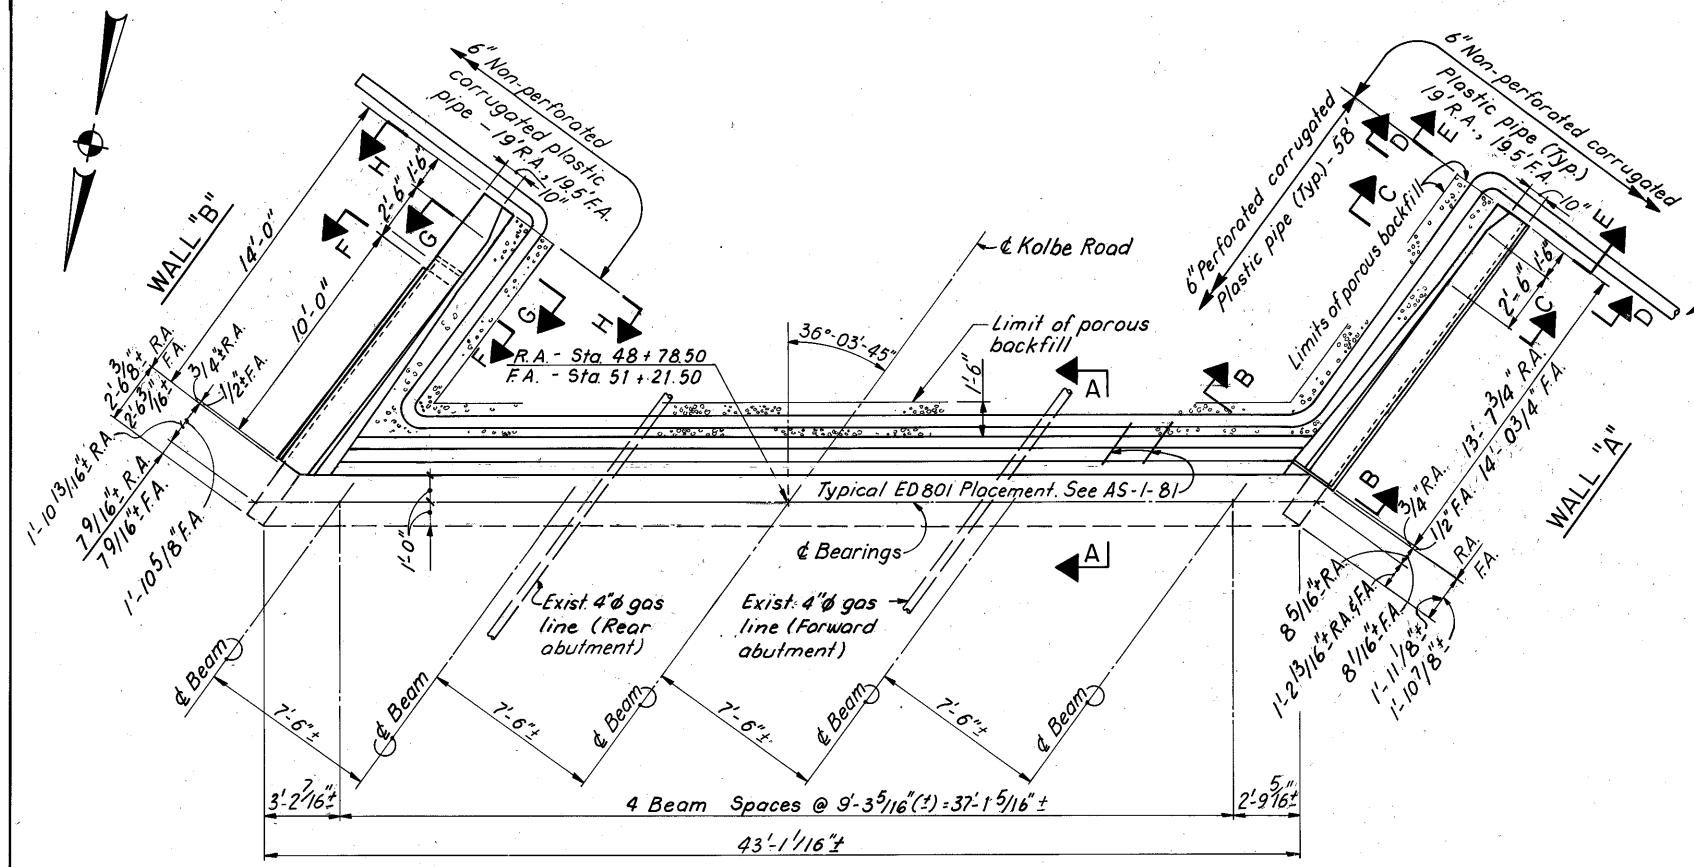 6" Non-perforated
corrugated plastic
pipe - 19' R.A., 19.5' F.A.
10"
WALL "B"
14'-0"
2'-6"
1'-6"
10'-0"
H
F
G
G
H
F
2'-6 3/8"± R.A.
2'-6 3/16"± F.A.
3/4"± R.A.
1/2"± F.A.
1'-10 13/16"± R.A.
7 9/16"± R.A.
7 9/16"± F.A.
1'-10 5/8" F.A.
R.A. - Sta. 48 + 78.50
F.A. - Sta. 51 + 21.50
36°-03'-45"
℄ Kolbe Road
Limit of porous
backfill
1'-6"
A
B
6" Perforated corrugated
Plastic pipe (Typ.) - 58'
6" Non-perforated corrugated
Plastic pipe (Typ.)
19' R.A., 19.5' F.A.
10"
D
E
C
E
D
C
Limits of porous backfill
2'-6"
1'-6"
13'-7 3/4" R.A.
14'-0 3/4" F.A.
WALL "A"
B
3/4" R.A.
1/2" F.A.
R.A.
F.A.
8 5/16"± R.A.
1'-2 13/16"± R.A. & F.A.
8 1/16"± F.A.
1'-11 1/8"±
1'-10 7/8"±
Typical ED801 Placement. See AS-1-81
1'-0"
℄ Bearings
A
Exist. 4"⌀ gas
line (Rear
abutment)
Exist. 4"⌀ gas
line (Forward
abutment)
℄ Beam
℄ Beam
℄ Beam
℄ Beam
℄ Beam
7'-6"±
7'-6"±
7'-6"±
7'-6"±
3'-2 7/16"±
4 Beam Spaces @ 9'-3 5/16"(±) = 37'-1 5/16"±
2'-9 5/16"±
43'-1 1/16"±